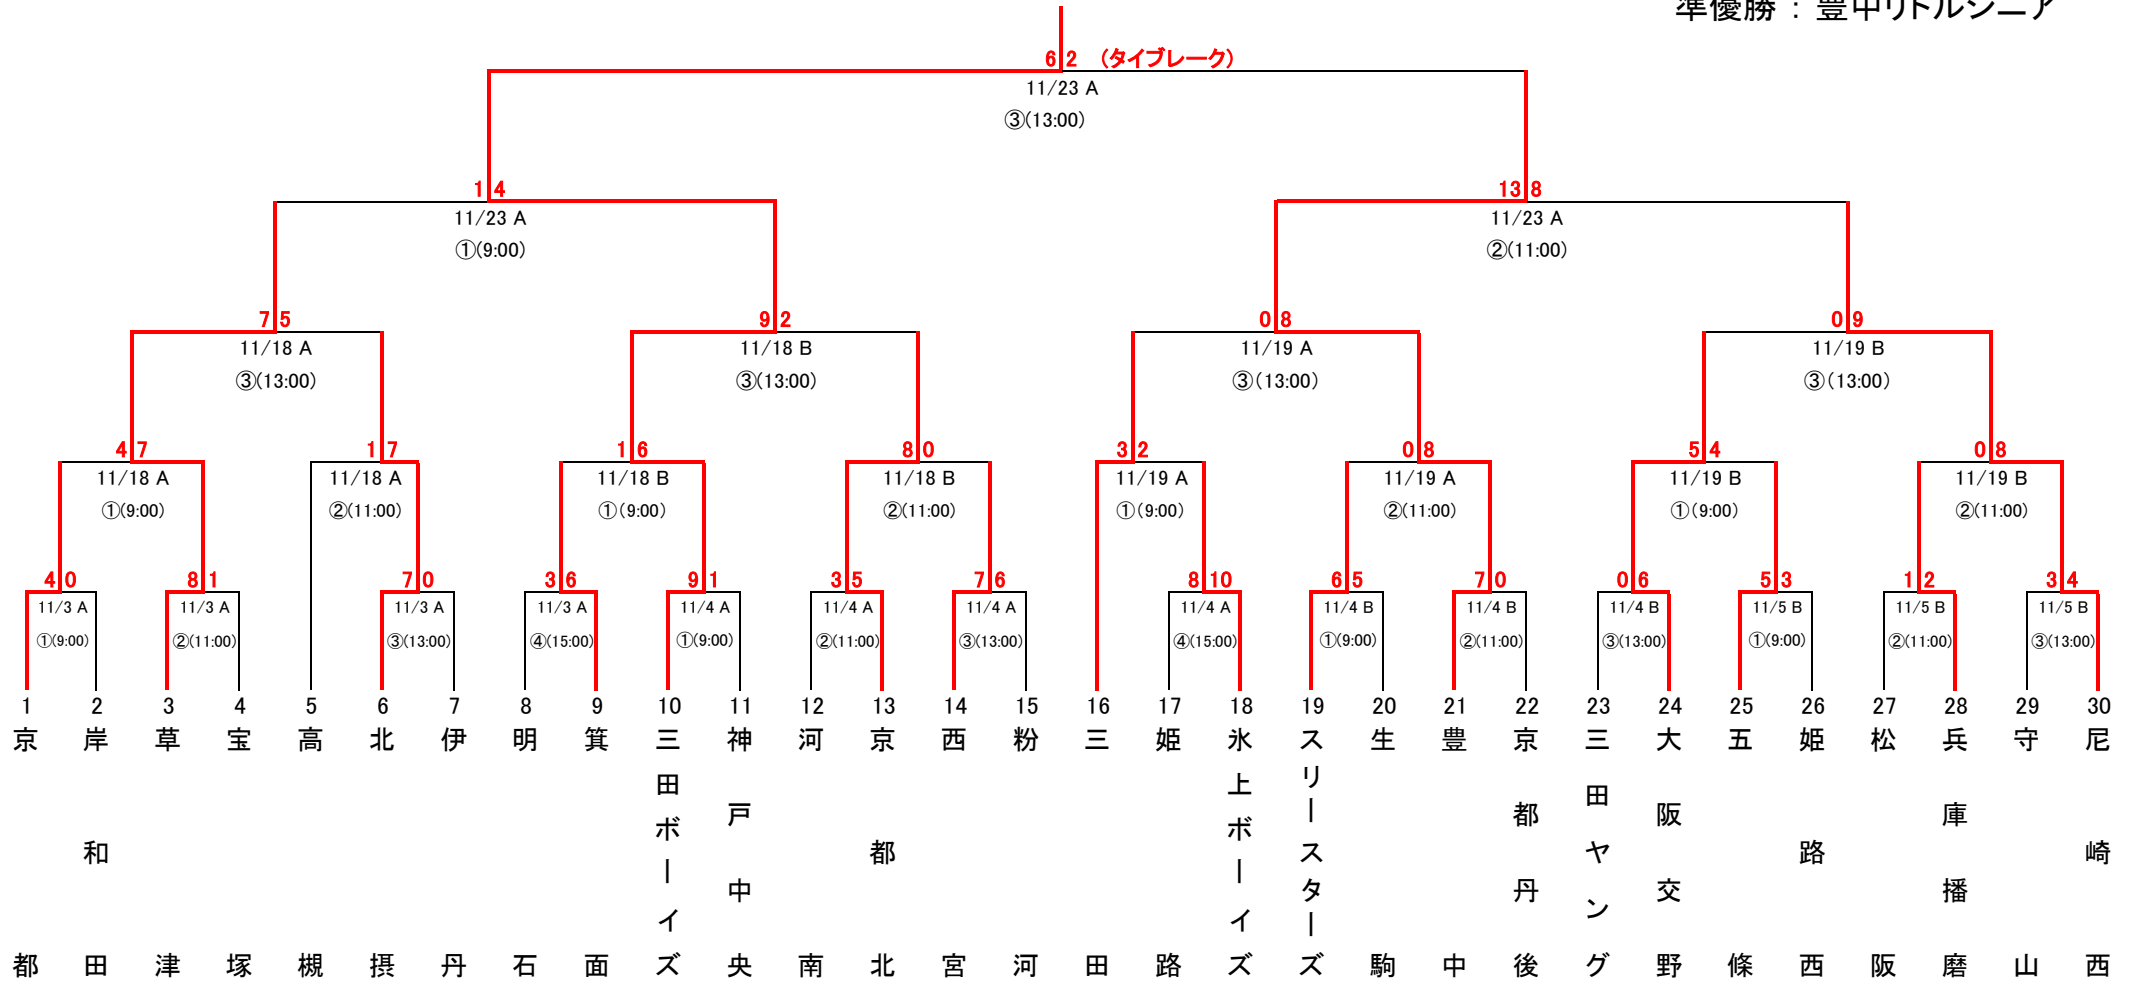 準優勝 : 豊中リトルシニア
6 2 (タイブレーク)
11/23 A
③(13:00)
1 4 13 8
11/23 A 11/23 A
①(9:00) ②(11:00)
7 5 9 2 0 8 0 9
11/18 A 11/18 B 11/19 A 11/19 B
③(13:00) ③(13:00) ③(13:00) ③(13:00)
4 7 1 7 1 6 8 0 3 2 0 8 5 4 0 8
11/18 A 11/18 A 11/18 B 11/18 B 11/19 A 11/19 A 11/19 B 11/19 B
①(9:00) ②(11:00) ①(9:00) ②(11:00) ①(9:00) ②(11:00) ①(9:00) ②(11:00)
4 0 8 1 7 0 3 6 9 1 3 5 7 6 8 10 6 5 7 0 0 6 5 3 1 2 3 4
11/3 A 11/3 A 11/3 A 11/3 A 11/4 A 11/4 A 11/4 A 11/4 A 11/4 B 11/4 B 11/4 B 11/5 B 11/5 B 11/5 B
①(9:00) ②(11:00) ③(13:00) ④(15:00) ①(9:00) ②(11:00) ③(13:00) ④(15:00) ①(9:00) ②(11:00) ③(13:00) ①(9:00) ②(11:00) ③(13:00)
1 2 3 4 5 6 7 8 9 10 11 12 13 14 15 16 17 18 19 20 21 22 23 24 25 26 27 28 29 30
京都
岸和田
草津
宝塚
高槻
北摂
伊丹
明石
箕面
三田ボーイズ
神戸中央
河南
京都北
西宮
粉河
三田
姫路
氷上ボーイズ
スリースターズ
生駒
豊中
京都丹後
三田ヤング
大阪交野
五條
姫路西
松阪
兵庫播磨
守山
尼崎西